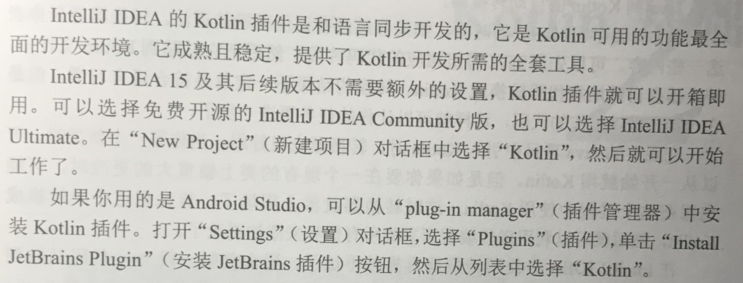 IntelliJ IDEA 的 Kotlin 插件是和语言同步开发的，它是 Kotlin 可用的功能最全
面的开发环境。它成熟且稳定，提供了 Kotlin 开发所需的全套工具。
IntelliJ IDEA 15 及其后续版本不需要额外的设置，Kotlin 插件就可以开箱即
用。可以选择免费开源的 IntelliJ IDEA Community 版，也可以选择 IntelliJ IDEA
Ultimate。在“New Project”（新建项目）对话框中选择“Kotlin”，然后就可以开始
工作了。
如果你用的是 Android Studio，可以从“plug-in manager”（插件管理器）中安
装 Kotlin 插件。打开“Settings”（设置）对话框，选择“Plugins”（插件），单击“Install
JetBrains Plugin”（安装 JetBrains 插件）按钮，然后从列表中选择“Kotlin”。